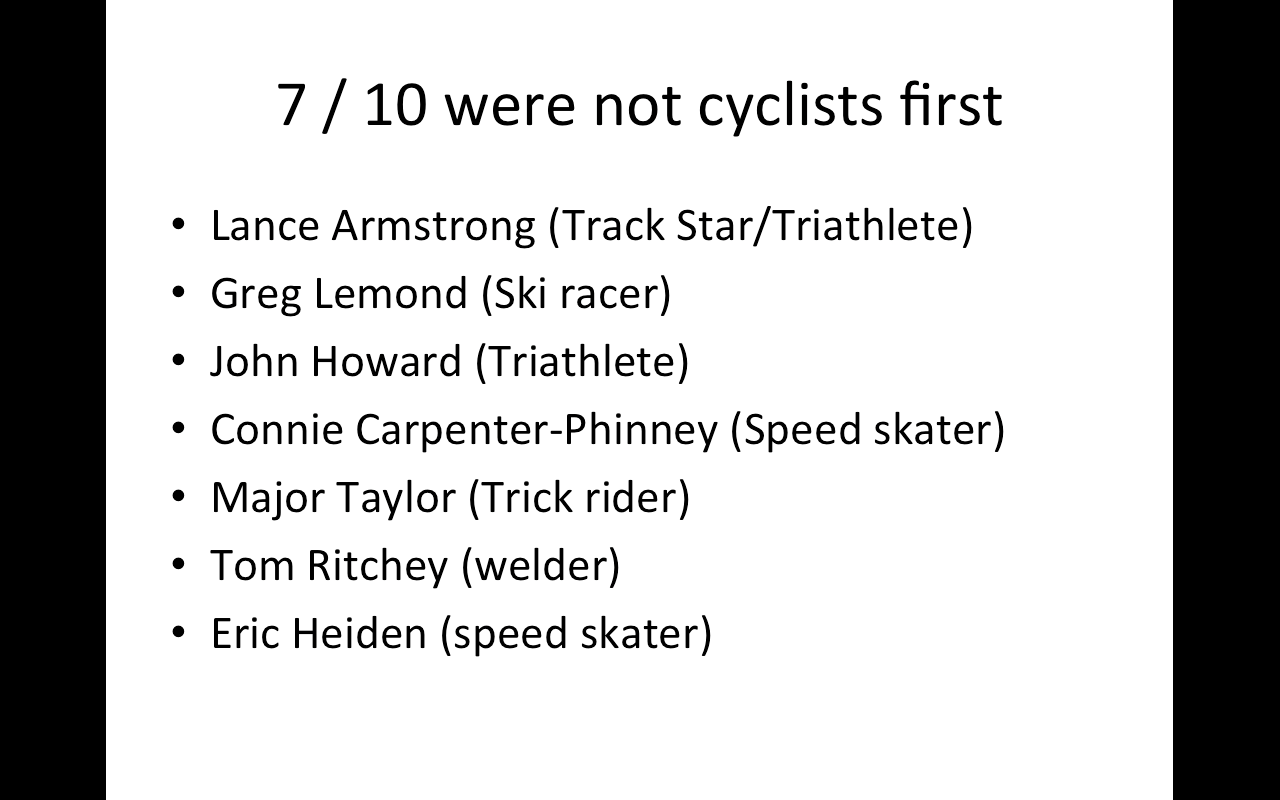 7 / 10 were not cyclists first
• Lance Armstrong (Track Star/Triathlete)
• Greg Lemond (Ski racer)
• John Howard (Triathlete)
• Connie Carpenter-Phinney (Speed skater)
• Major Taylor (Trick rider)
• Tom Ritchey (welder)
• Eric Heiden (speed skater)